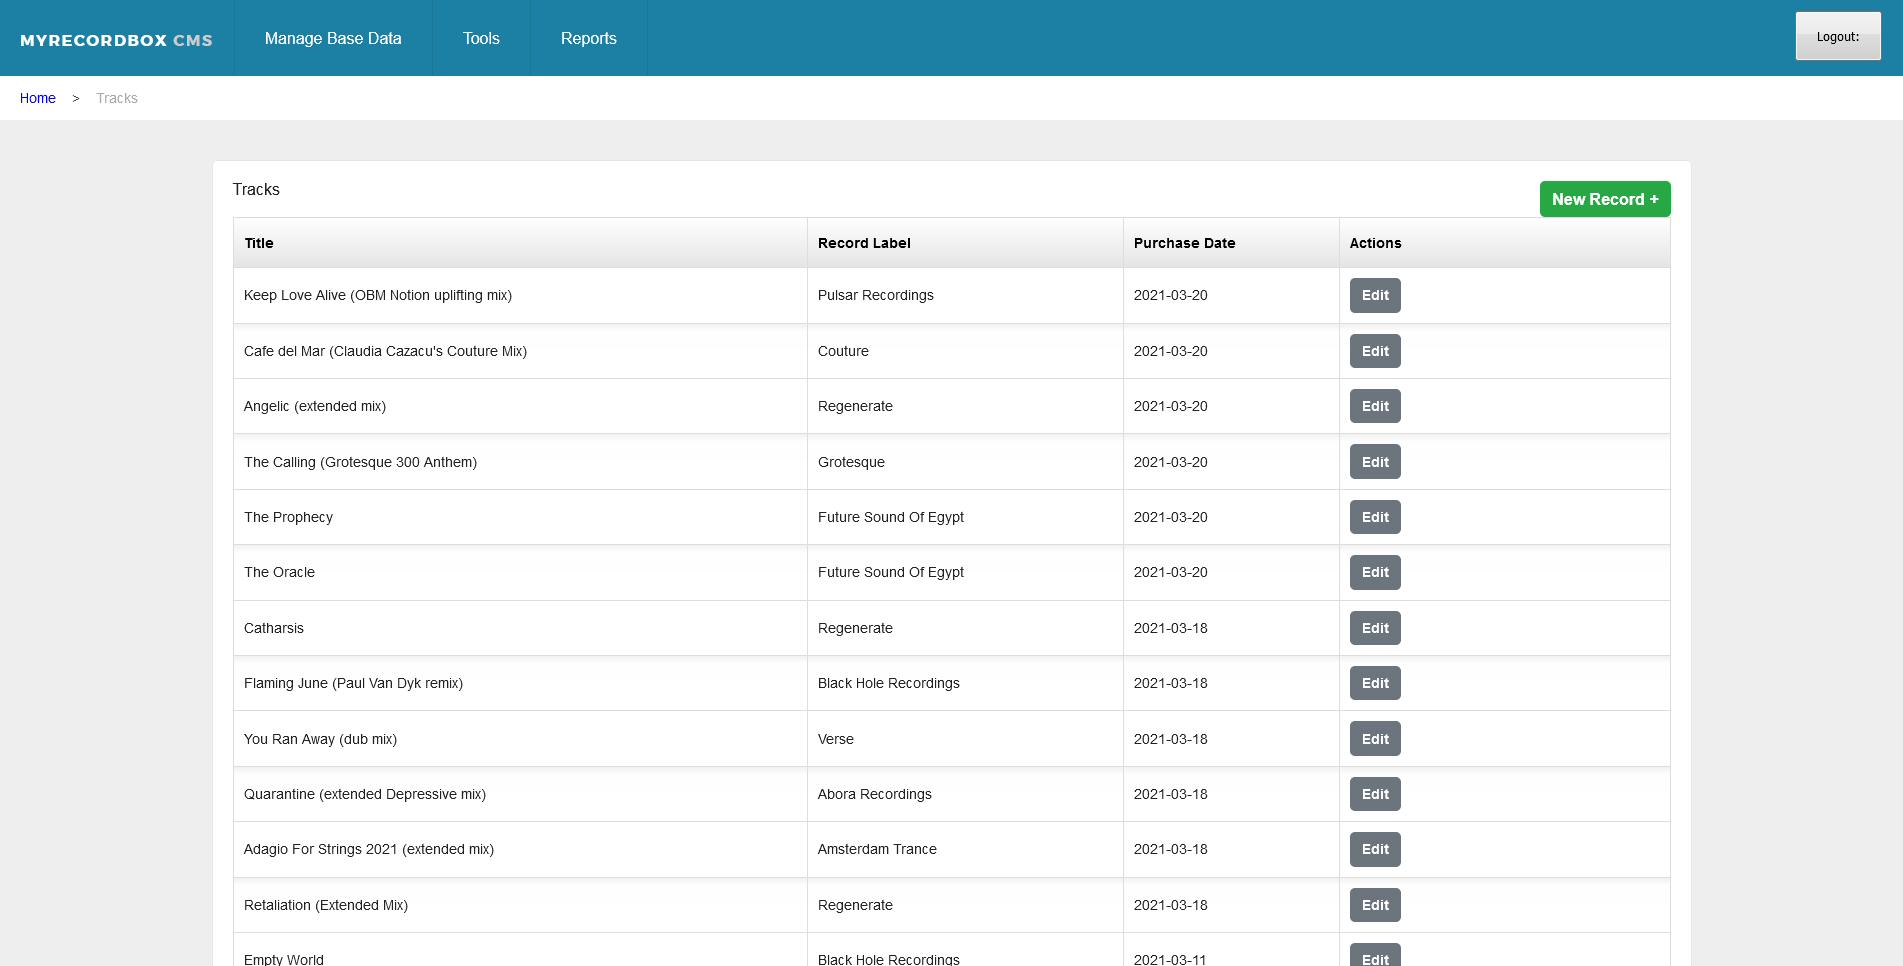 MYRECORDBOX CMS Manage Base Data Tools Reports Logout:
Home > Tracks
Tracks
New Record +
Title Record Label Purchase Date Actions
Keep Love Alive (OBM Notion uplifting mix) Pulsar Recordings 2021-03-20 Edit
Cafe del Mar (Claudia Cazacu's Couture Mix) Couture 2021-03-20 Edit
Angelic (extended mix) Regenerate 2021-03-20 Edit
The Calling (Grotesque 300 Anthem) Grotesque 2021-03-20 Edit
The Prophecy Future Sound Of Egypt 2021-03-20 Edit
The Oracle Future Sound Of Egypt 2021-03-20 Edit
Catharsis Regenerate 2021-03-18 Edit
Flaming June (Paul Van Dyk remix) Black Hole Recordings 2021-03-18 Edit
You Ran Away (dub mix) Verse 2021-03-18 Edit
Quarantine (extended Depressive mix) Abora Recordings 2021-03-18 Edit
Adagio For Strings 2021 (extended mix) Amsterdam Trance 2021-03-18 Edit
Retaliation (Extended Mix) Regenerate 2021-03-18 Edit
Empty World Black Hole Recordings 2021-03-11 Edit